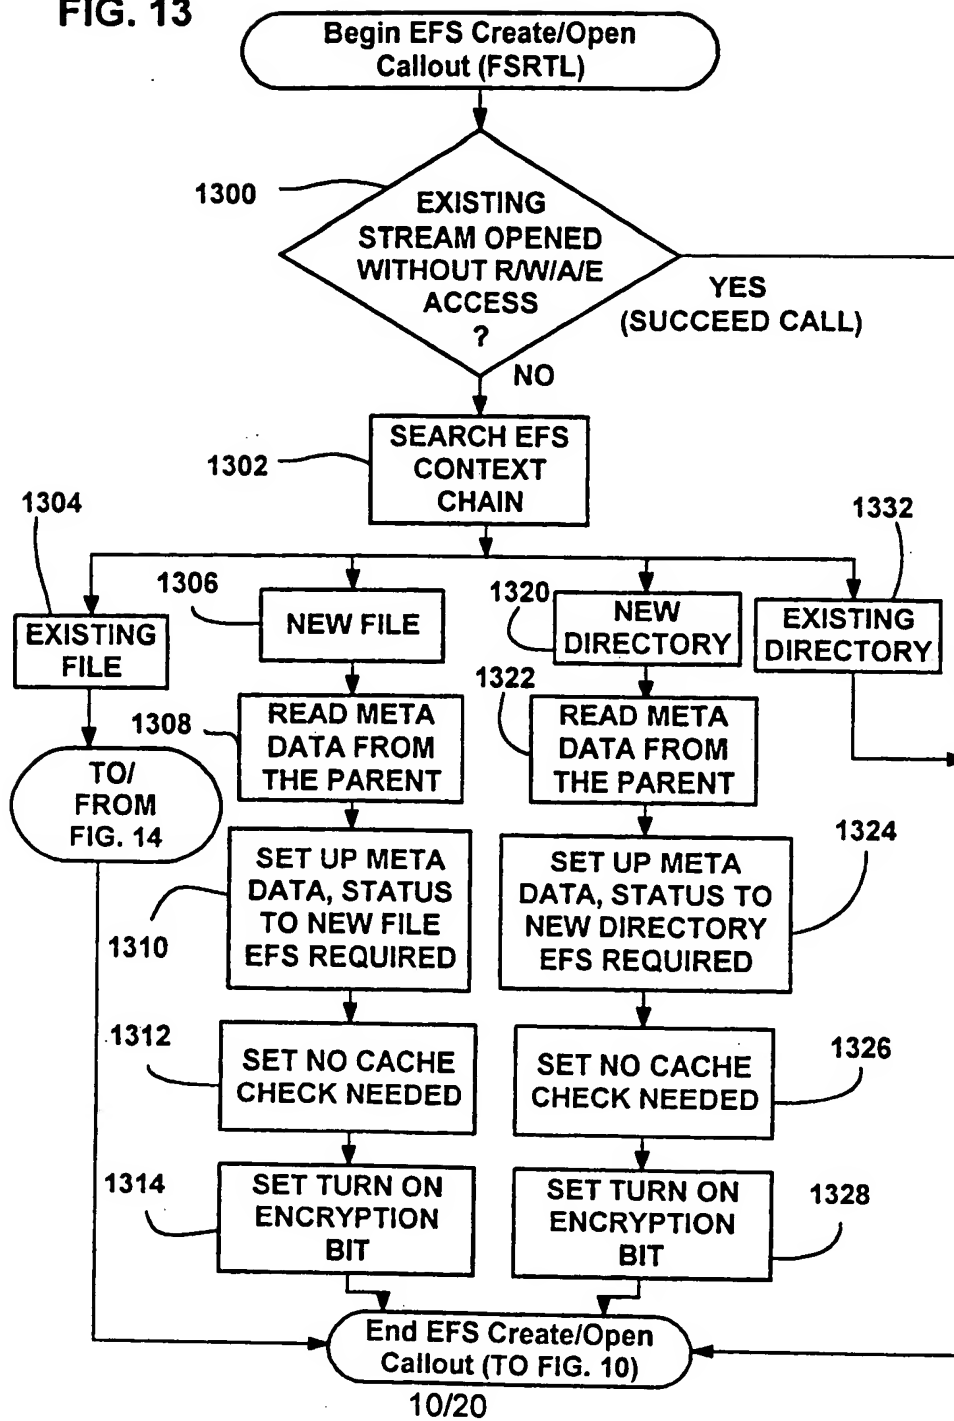 FIG. 13
Begin EFS Create/Open
Callout (FSRTL)
1300
EXISTING
STREAM OPENED
WITHOUT R/W/A/E
ACCESS
?
YES
(SUCCEED CALL)
NO
1302
SEARCH EFS
CONTEXT
CHAIN
1304
EXISTING
FILE
TO/
FROM
FIG. 14
1306
NEW FILE
1308
READ META
DATA FROM
THE PARENT
1310
SET UP META
DATA, STATUS
TO NEW FILE
EFS REQUIRED
1312
SET NO CACHE
CHECK NEEDED
1314
SET TURN ON
ENCRYPTION
BIT
1320
NEW
DIRECTORY
1322
READ META
DATA FROM
THE PARENT
1324
SET UP META
DATA, STATUS TO
NEW DIRECTORY
EFS REQUIRED
1326
SET NO CACHE
CHECK NEEDED
1328
SET TURN ON
ENCRYPTION
BIT
1332
EXISTING
DIRECTORY
End EFS Create/Open
Callout (TO FIG. 10)
10/20